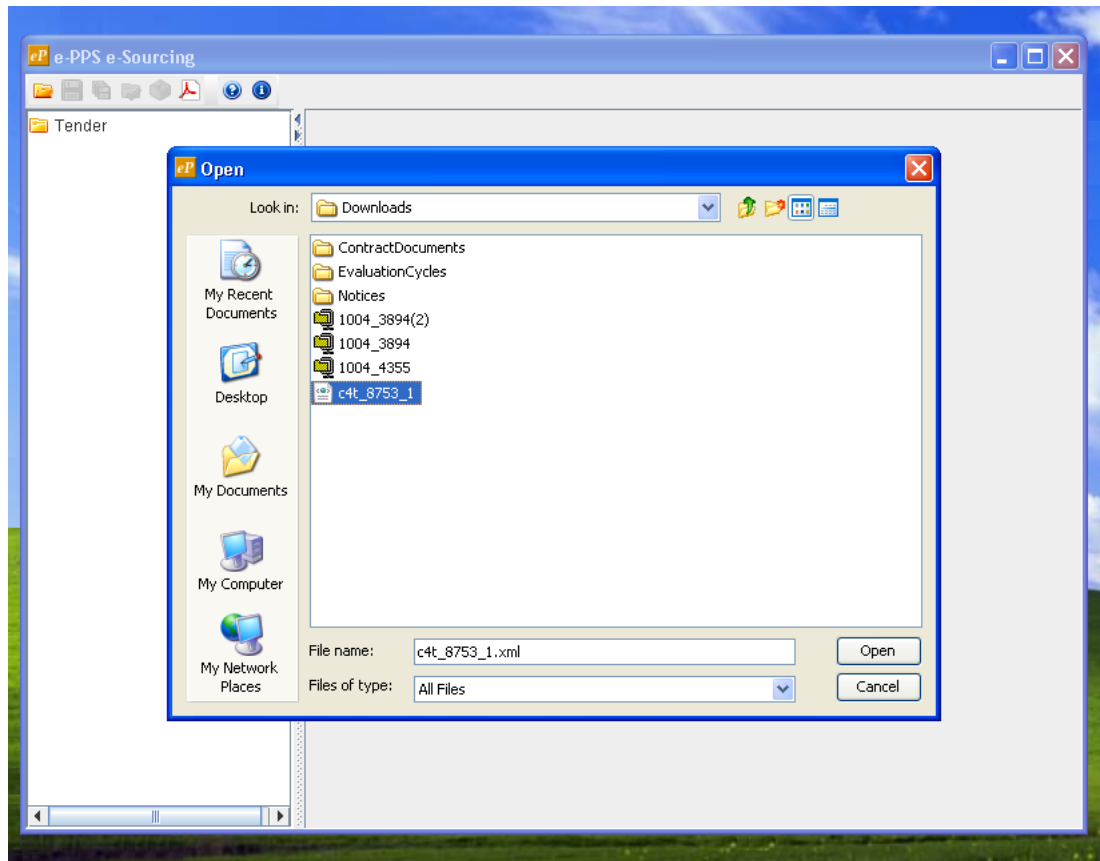 eP e-PPS e-Sourcing
Tender
eP Open
Look in: Downloads
My Recent
Documents
Desktop
My Documents
My Computer
My Network
Places
ContractDocuments
EvaluationCycles
Notices
1004_3894(2)
1004_3894
1004_4355
c4t_8753_1
File name: c4t_8753_1.xml Open
Files of type: All Files Cancel